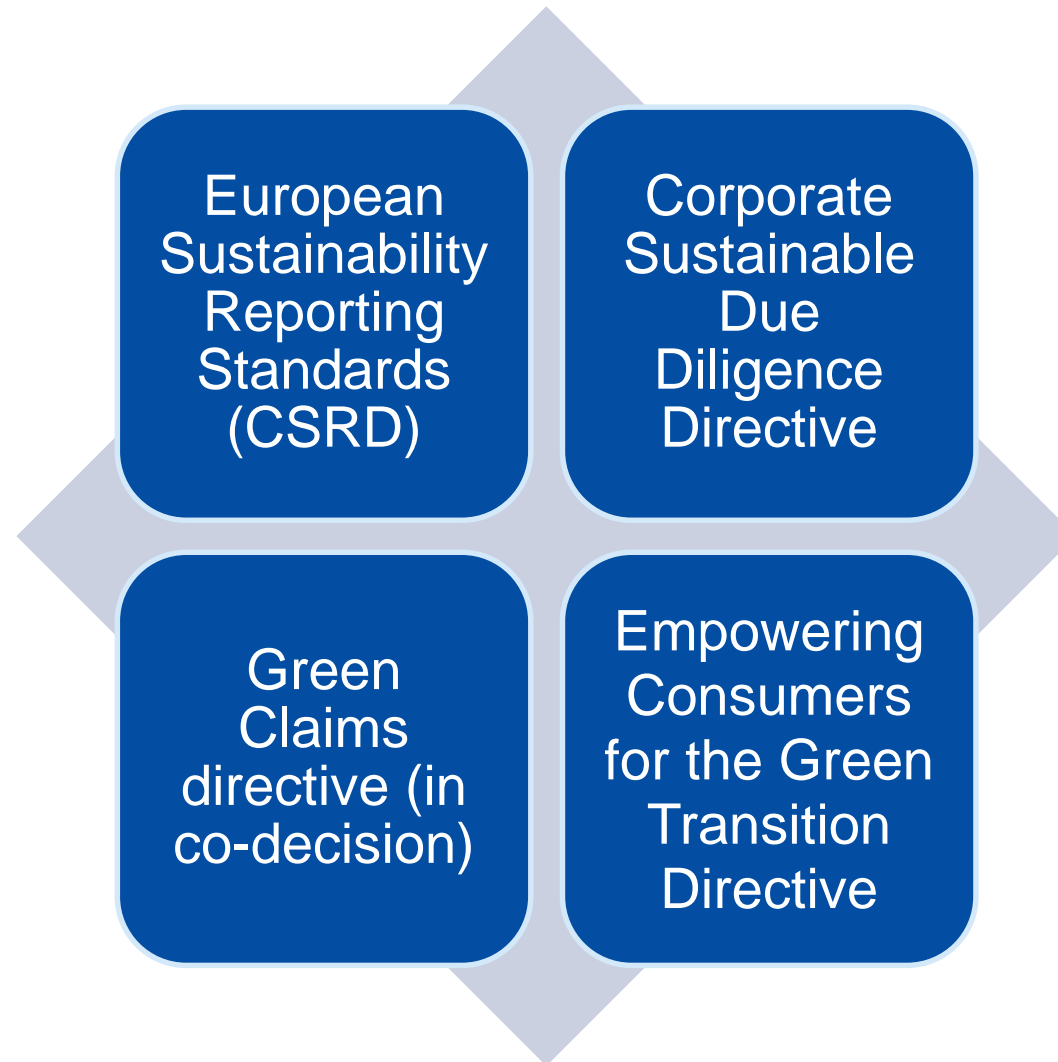 European
Sustainability
Reporting
Standards
(CSRD)
Corporate
Sustainable
Due
Diligence
Directive
Green
Claims
directive (in
co-decision)
Empowering
Consumers
for the Green
Transition
Directive